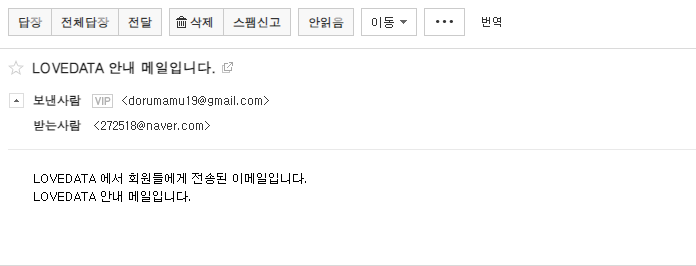 답장 전체답장 전달 삭제 스팸신고 안읽음 이동 ••• 번역
LOVEDATA 안내 메일입니다.
보낸사람 VIP <dorumamu19@gmail.com>
받는사람 <272518@naver.com>
LOVEDATA 에서 회원들에게 전송된 이메일입니다.
LOVEDATA 안내 메일입니다.